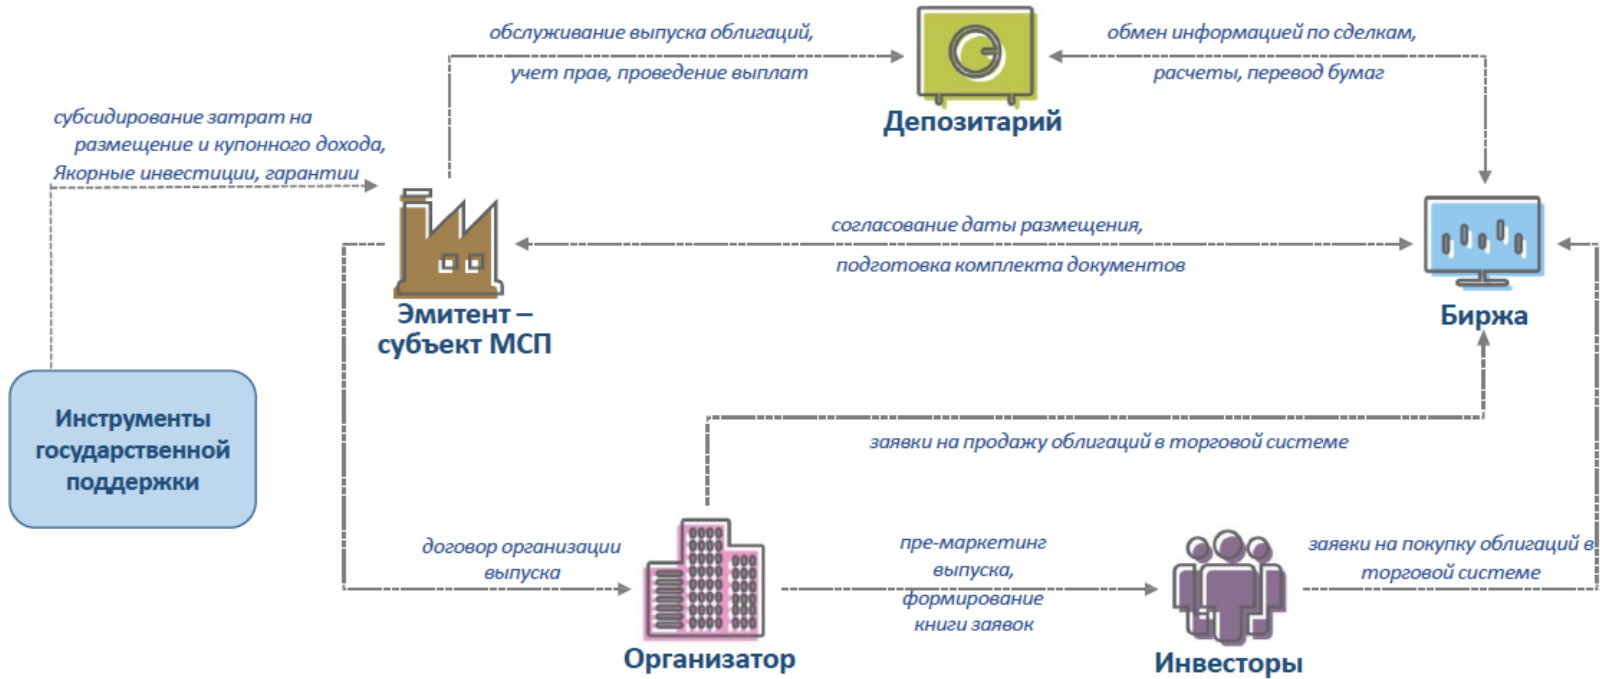 обслуживание выпуска облигаций,
учет прав, проведение выплат
обмен информацией по сделкам,
расчеты, перевод бумаг
Депозитарий
субсидирование затрат на
размещение и купонного дохода,
Якорные инвестиции, гарантии
согласование даты размещения,
подготовка комплекта документов
Эмитент –
субъект МСП
Биржа
Инструменты
государственной
поддержки
заявки на продажу облигаций в торговой системе
договор организации
выпуска
пре-маркетинг
выпуска,
формирование
книги заявок
заявки на покупку облигаций в
торговой системе
Организатор
Инвесторы